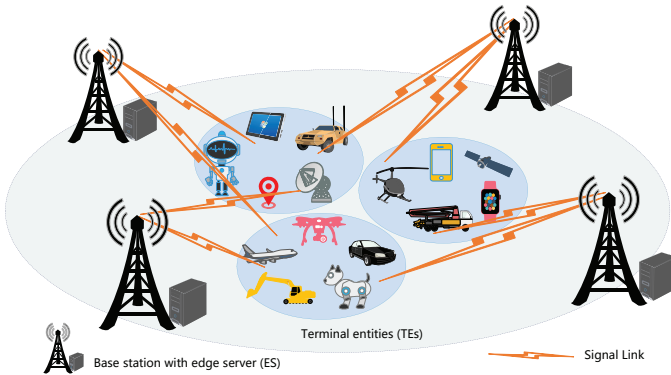 Terminal entities (TEs)
Base station with edge server (ES)
Signal Link